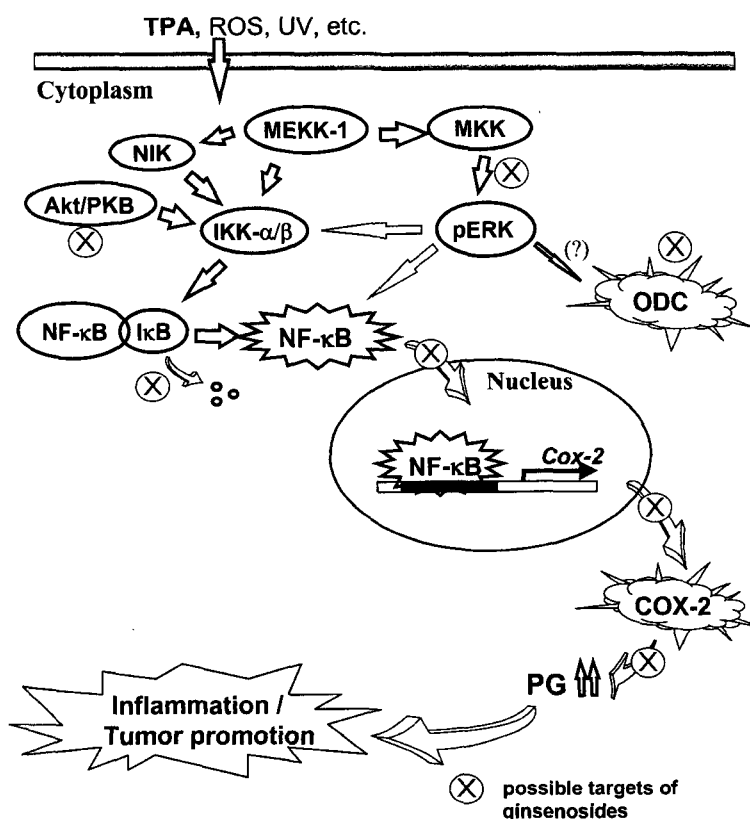 TPA, ROS, UV, etc.
Cytoplasm
MEKK-1
MKK
NIK
X
Akt/PKB
X
IKK-α/β
pERK
(?)
X
ODC
NF-κB
IκB
NF-κB
X
X
Nucleus
NF-κB
Cox-2
X
COX-2
X
PG
Inflammation /
Tumor promotion
X
possible targets of
ginsenosides